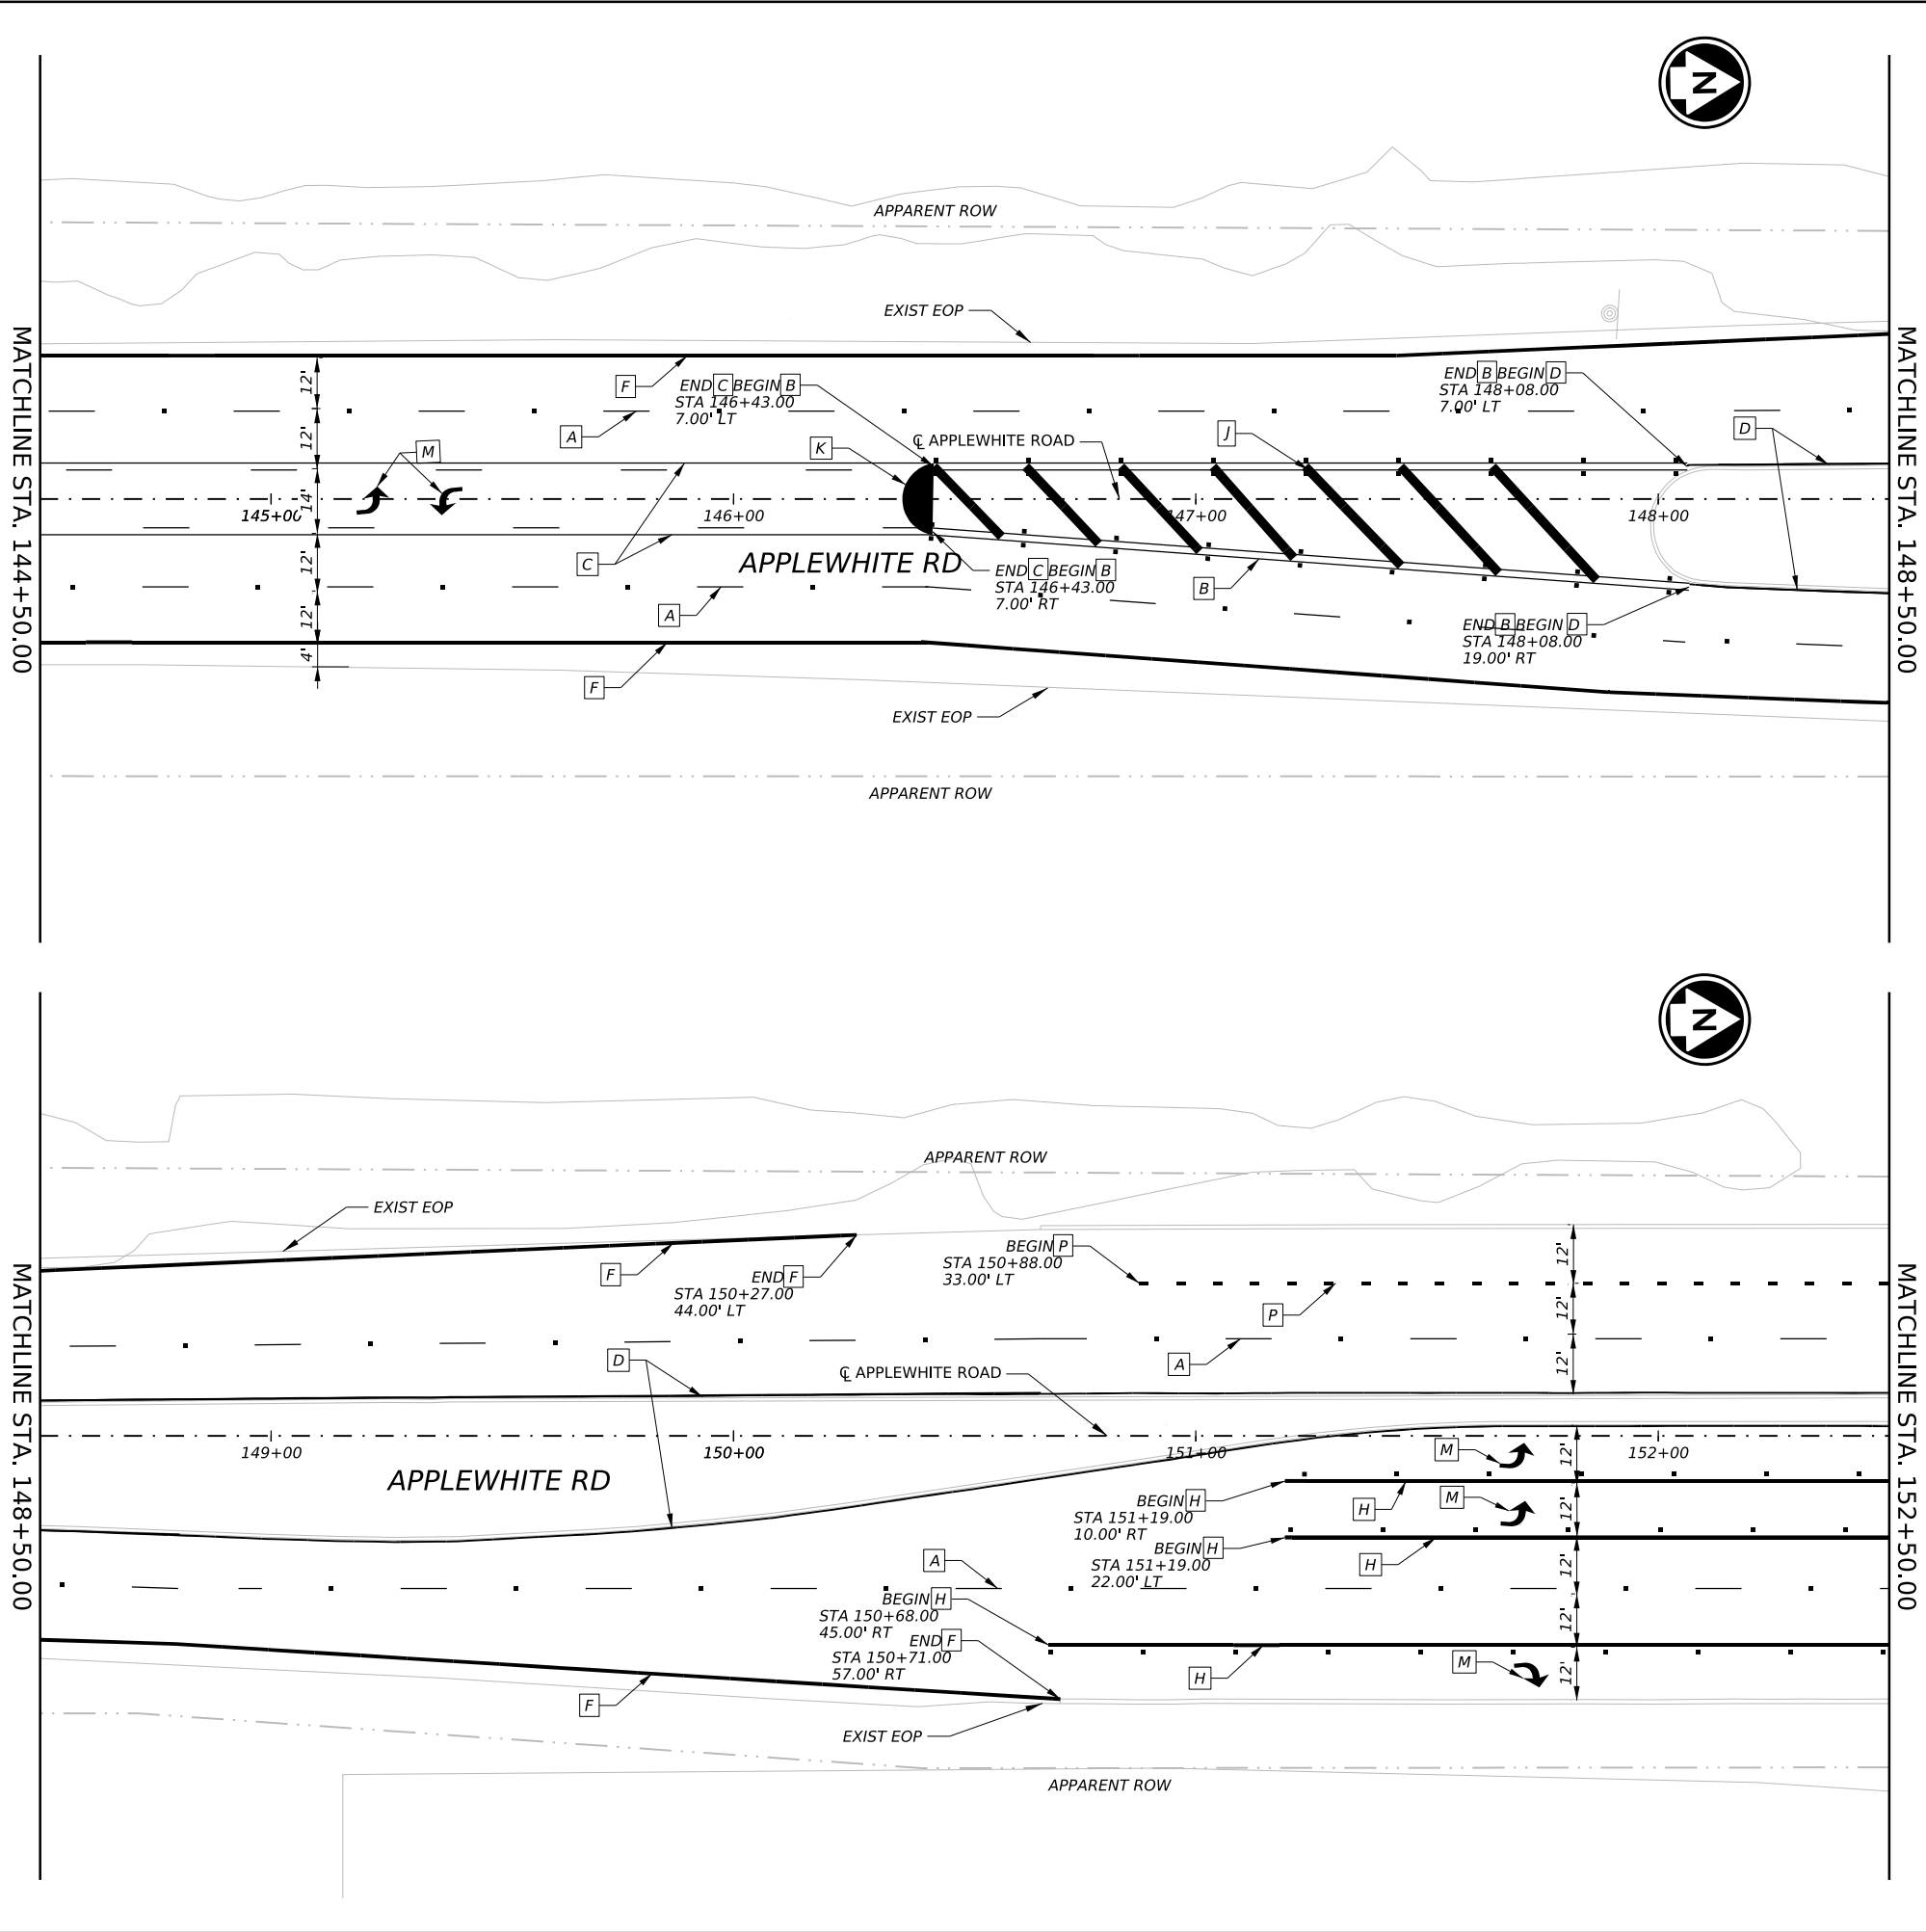 N
APPARENT ROW
EXIST EOP
MATCHLINE STA. 144+50.00
MATCHLINE STA. 148+50.00
12'
12'
14'
12'
12'
4'
F
END C BEGIN B
STA 146+43.00
7.00' LT
END B BEGIN D
STA 148+08.00
7.00' LT
A
K
℄ APPLEWHITE ROAD
J
D
M
145+00
146+00
147+00
148+00
C
APPLEWHITE RD
END C BEGIN B
STA 146+43.00
7.00' RT
B
A
END B BEGIN D
STA 148+08.00
19.00' RT
F
EXIST EOP
APPARENT ROW
N
APPARENT ROW
EXIST EOP
MATCHLINE STA. 148+50.00
MATCHLINE STA. 152+50.00
BEGIN P
STA 150+88.00
33.00' LT
12'
12'
12'
F
END F
STA 150+27.00
44.00' LT
P
D
A
℄ APPLEWHITE ROAD
149+00
150+00
151+00
152+00
APPLEWHITE RD
M
12'
M
H
BEGIN H
STA 151+19.00
10.00' RT
12'
BEGIN H
STA 151+19.00
22.00' LT
H
12'
A
BEGIN H
STA 150+68.00
45.00' RT
12'
END F
STA 150+71.00
57.00' RT
H
M
12'
F
EXIST EOP
APPARENT ROW